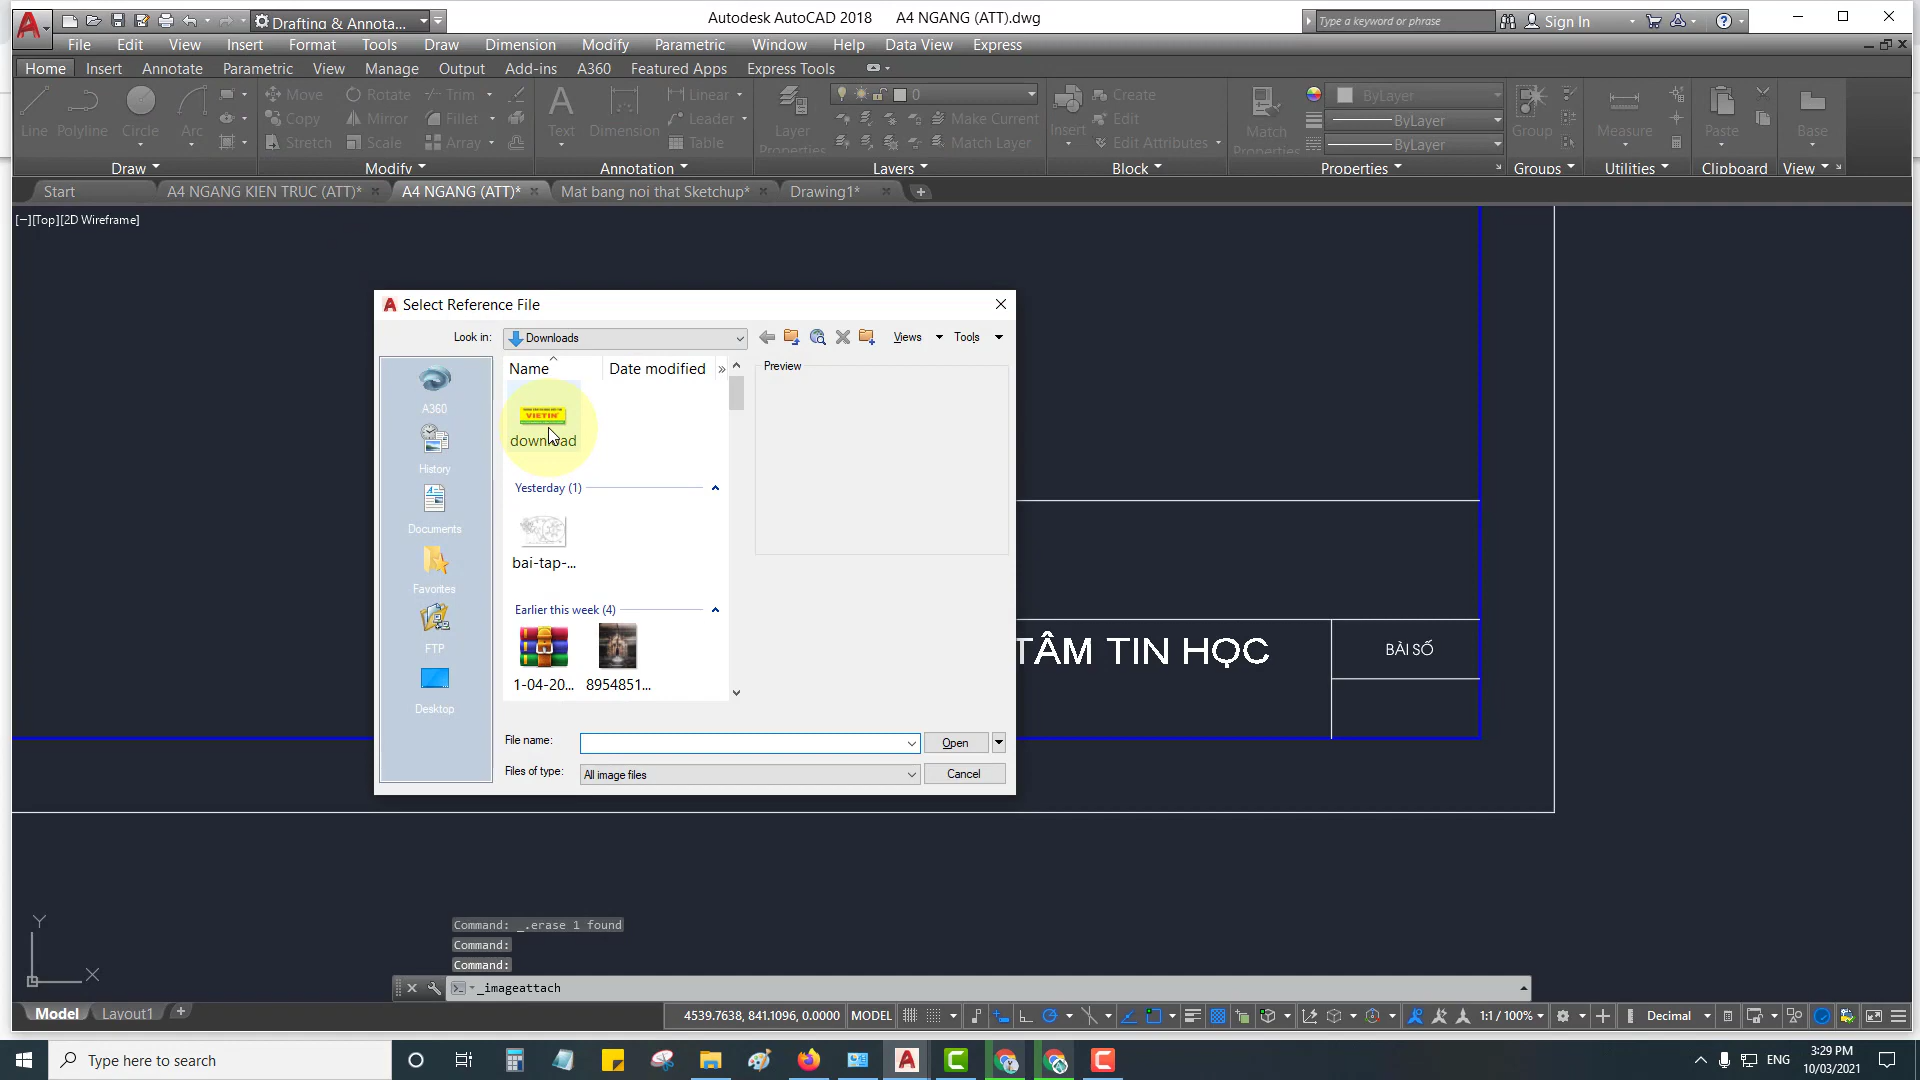 Drafting & Annota...
Autodesk AutoCAD 2018 A4 NGANG (ATT).dwg
Type a keyword or phrase
Sign In
File Edit View Insert Format Tools Draw Dimension Modify Parametric Window Help Data View Express
Home Insert Annotate Parametric View Manage Output Add-ins A360 Featured Apps Express Tools
Move Rotate Trim Linear 0 Create ByLayer
Line Polyline Circle Arc Copy Mirror Fillet Text Dimension Leader Layer Properties Make Current Insert Edit Match Properties ByLayer Group Measure Paste Base
Stretch Scale Array Table Match Layer Edit Attributes ByLayer
Draw Modify Annotation Layers Block Properties Groups Utilities Clipboard View
Start A4 NGANG KIEN TRUC (ATT)* A4 NGANG (ATT)* Mat bang noi that Sketchup* Drawing1*
[−][Top][2D Wireframe]
Select Reference File
Look in: Downloads Views Tools
Name Date modified » Preview
A360
VIETIN
download
History
Yesterday (1)
Documents
bai-tap-...
Favorites
Earlier this week (4)
FTP
1-04-20... 8954851...
Desktop
File name: Open
Files of type: All image files Cancel
TÂM TIN HỌC
BÀI SỐ
Command: _.erase 1 found
Command:
Command:
Y
X
_imageattach
Model Layout1 +
4539.7638, 841.1096, 0.0000 MODEL 1:1 / 100% Decimal
Type here to search
ENG
3:29 PM
10/03/2021